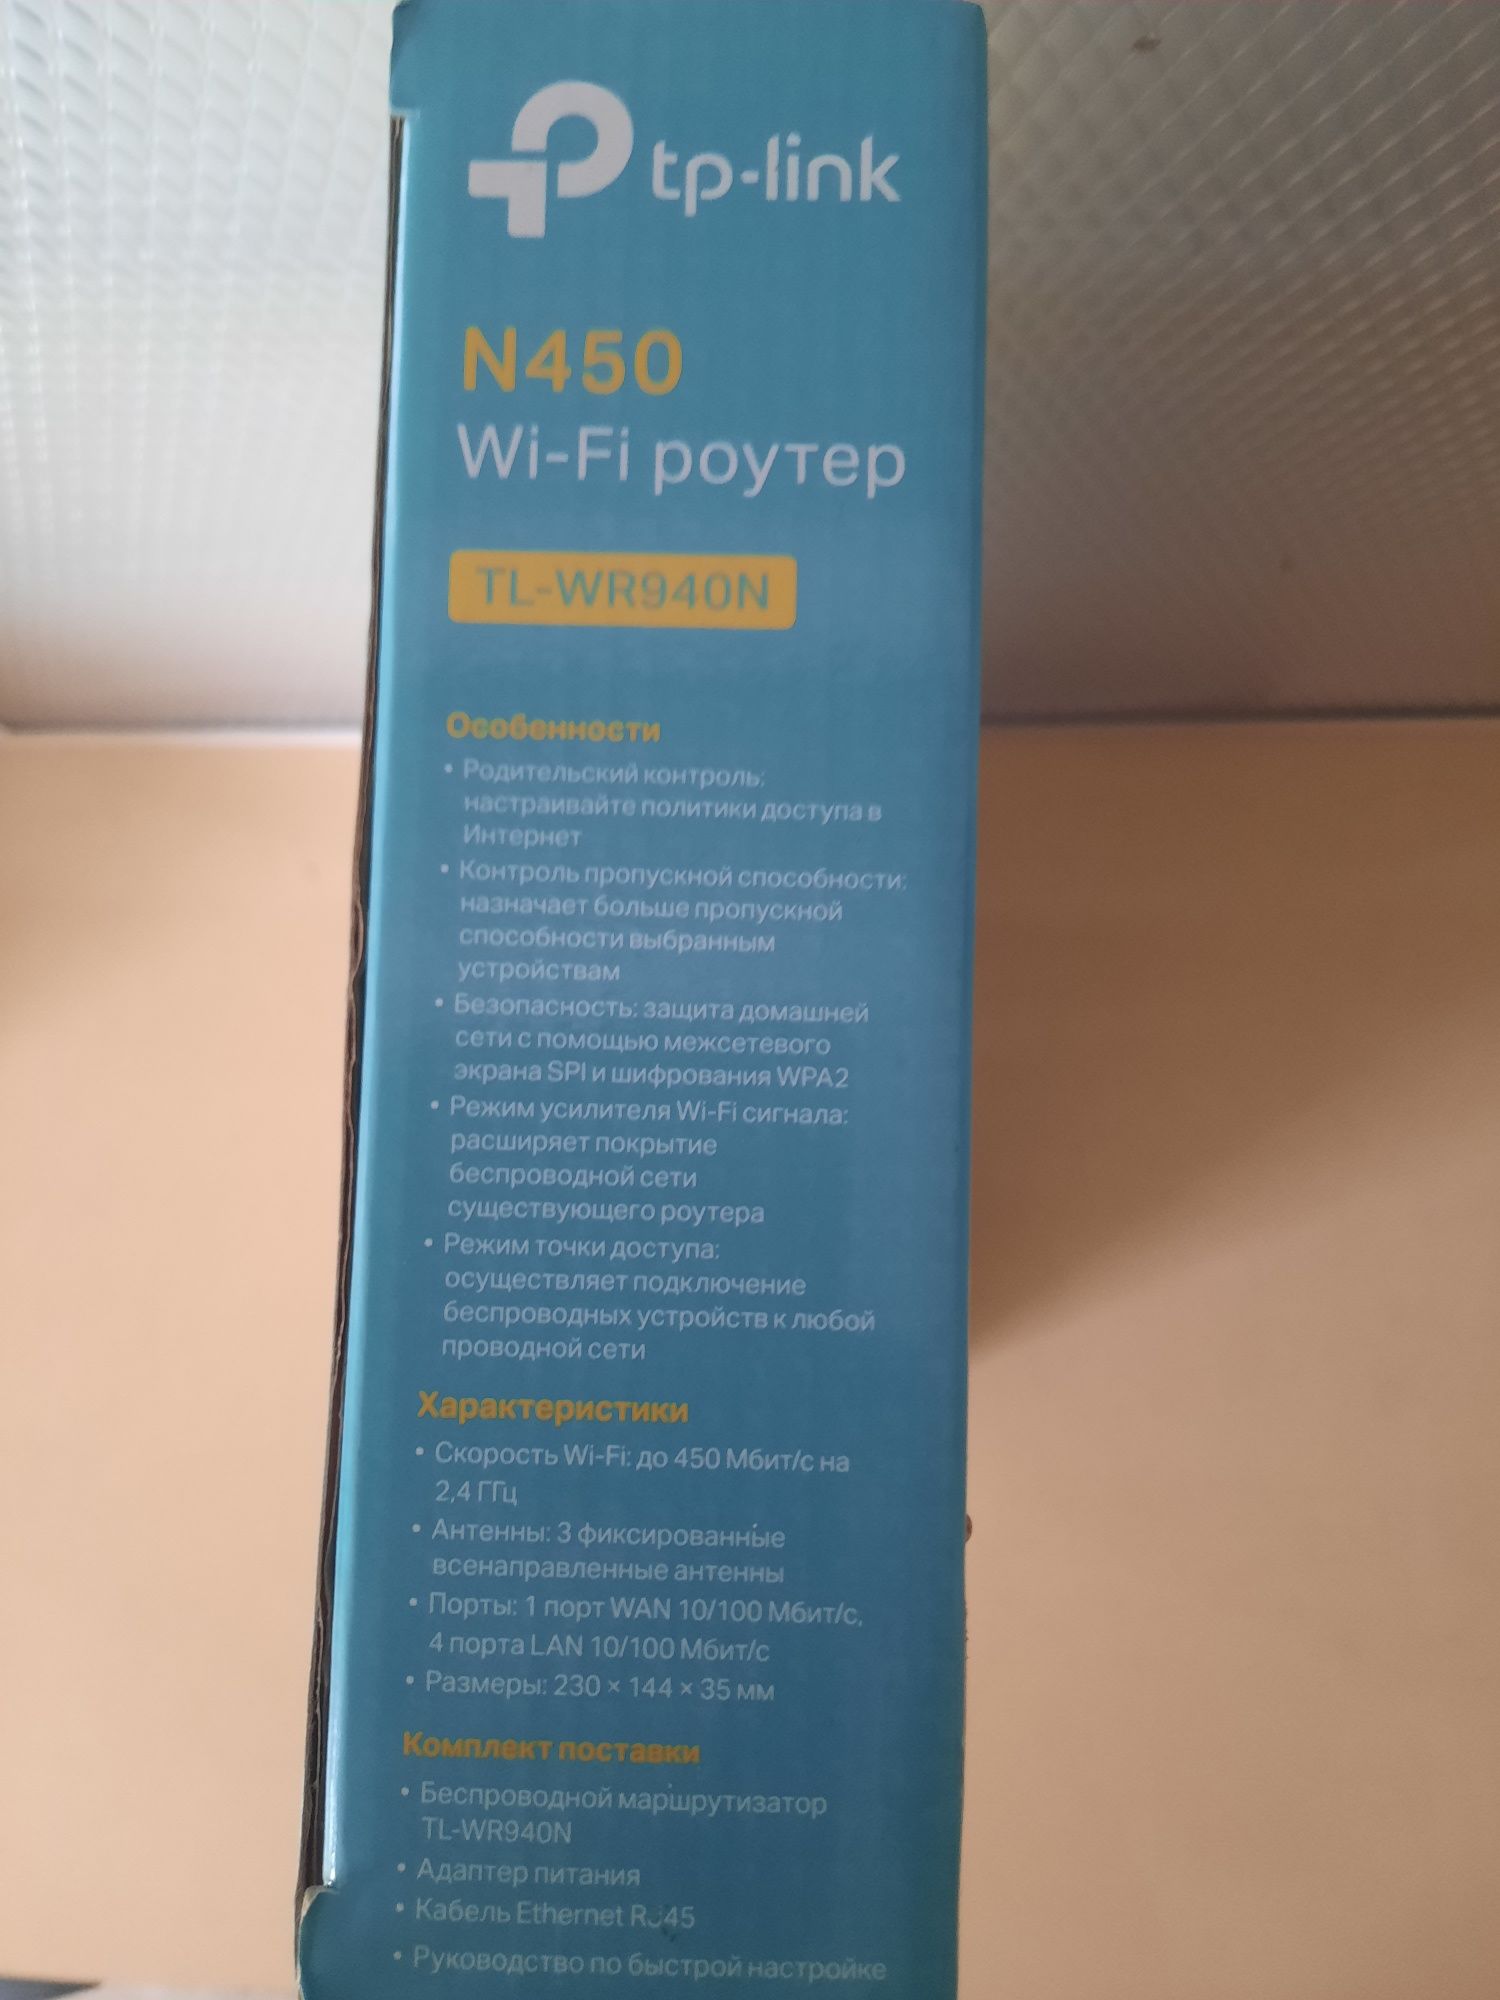 tp-link
N450
Wi-Fi роутер
TL-WR940N
Особенности
• Родительский контроль:
настраивайте политики доступа в
Интернет
• Контроль пропускной способности:
назначает больше пропускной
способности выбранным
устройствам
• Безопасность: защита домашней
сети с помощью межсетевого
экрана SPI и шифрования WPA2
• Режим усилителя Wi-Fi сигнала:
расширяет покрытие
беспроводной сети
существующего роутера
• Режим точки доступа:
осуществляет подключение
беспроводных устройств к любой
проводной сети
Характеристики
• Скорость Wi-Fi: до 450 Мбит/с на
2,4 ГГц
• Антенны: 3 фиксированные
всенаправленные антенны
• Порты: 1 порт WAN 10/100 Мбит/с,
4 порта LAN 10/100 Мбит/с
• Размеры: 230 × 144 × 35 мм
Комплект поставки
• Беспроводной маршрутизатор
TL-WR940N
• Адаптер питания
• Кабель Ethernet RJ45
• Руководство по быстрой настройке